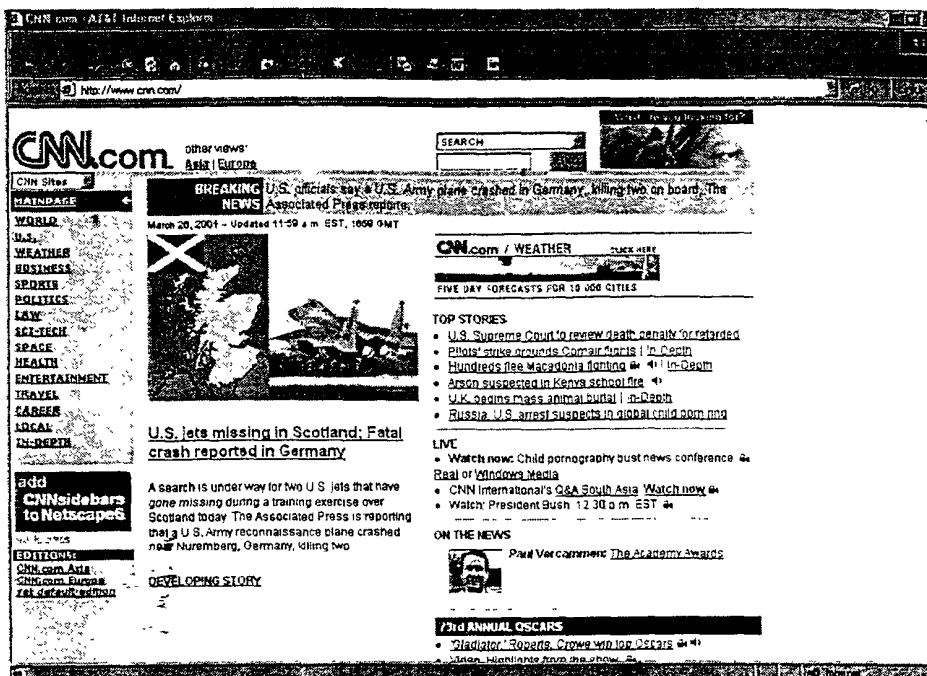 CNN.com - AT&T Internet Explorer
http://www.cnn.com/
CNN.com
other views:
Asia | Europe
SEARCH
CNN Sites
MAINPAGE
WORLD
U.S.
WEATHER
BUSINESS
SPORTS
POLITICS
LAW
SCI-TECH
SPACE
HEALTH
ENTERTAINMENT
TRAVEL
CAREER
LOCAL
IN-DEPTH
add
CNNsidebars
to Netscape6
EDITIONS:
CNN.com Asia
CNN.com Europe
set default edition
BREAKING
NEWS
U.S. officials say a U.S. Army plane crashed in Germany, killing two on board, The
Associated Press reports.
March 26, 2001 - Updated 11:59 a.m. EST, 1659 GMT
U.S. jets missing in Scotland; Fatal
crash reported in Germany
A search is under way for two U.S. jets that have
gone missing during a training exercise over
Scotland today. The Associated Press is reporting
that a U.S. Army reconnaissance plane crashed
near Nuremberg, Germany, killing two
DEVELOPING STORY
CNN.com / WEATHER
CLICK HERE
FIVE DAY FORECASTS FOR 10 000 CITIES
TOP STORIES
• U.S. Supreme Court to review death penalty for retarded
• Pilots' strike grounds Comair flights | In-Depth
• Hundreds flee Macedonia fighting | In-Depth
• Arson suspected in Kenya school fire
• U.K. begins mass animal burial | In-Depth
• Russia, U.S. arrest suspects in global child porn ring
LIVE
• Watch now: Child pornography bust news conference
Real or Windows Media
• CNN International's Q&A South Asia Watch now
• Watch: President Bush 12:30 p.m. EST
ON THE NEWS
Paul Vercammen: The Academy Awards
73rd ANNUAL OSCARS
• 'Gladiator,' Roberts, Crowe win top Oscars
• Video: Highlights from the show